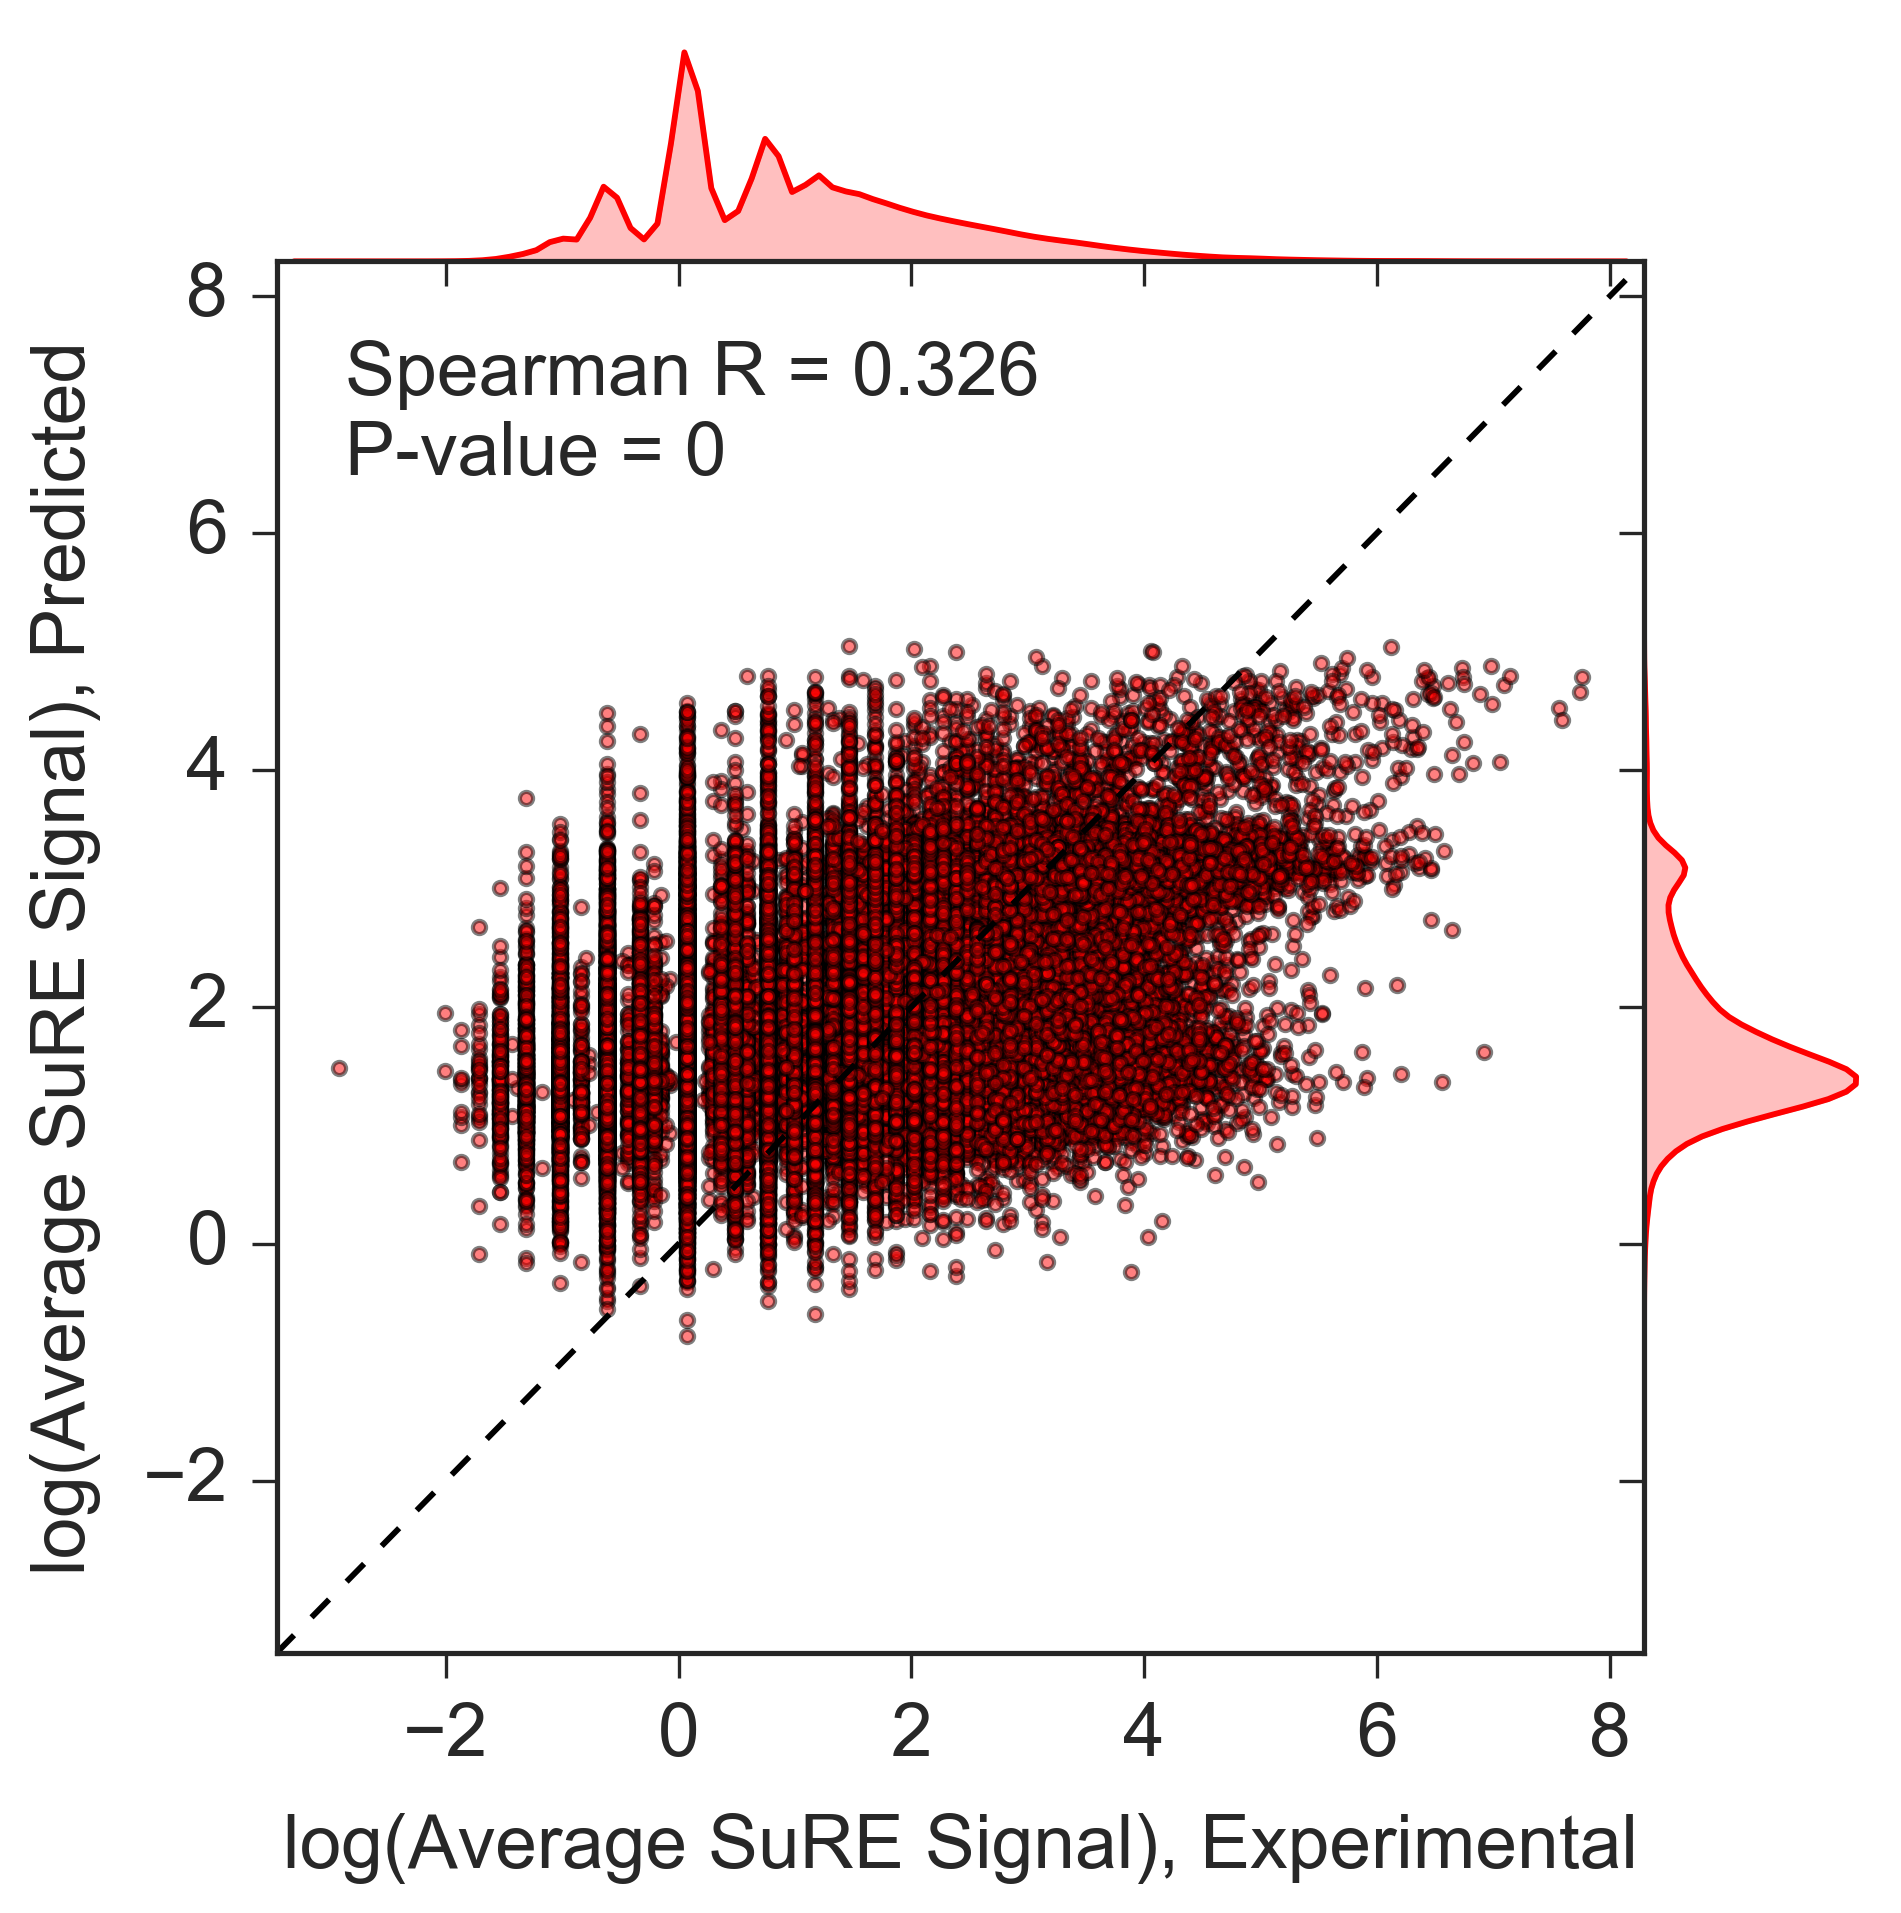 8
Spearman R = 0.326
P-value = 0
6
4
2
0
−2
log(Average SuRE Signal), Predicted
−2 0 2 4 6 8
log(Average SuRE Signal), Experimental